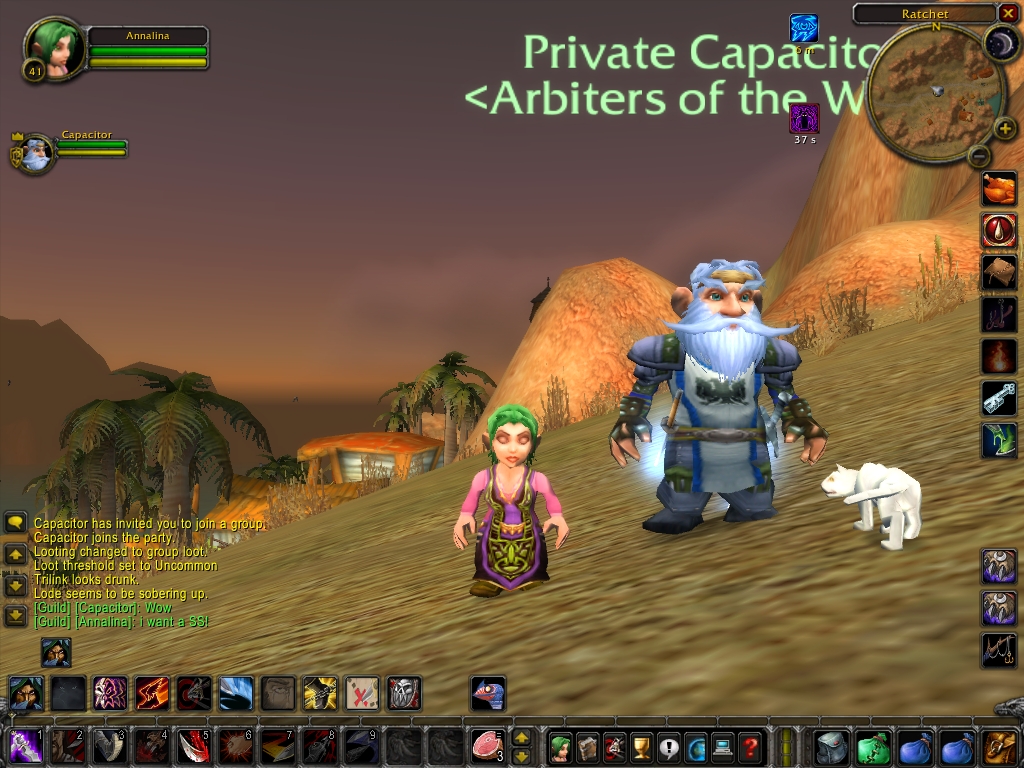 Annalina
41
Capacitor
Private Capacito
<Arbiters of the W
Ratchet
N
37 s
Capacitor has invited you to join a group.
Capacitor joins the party.
Looting changed to group loot.
Loot threshold set to Uncommon
Trilink looks drunk.
Lode seems to be sobering up.
[Guild] [Capacitor]: Wow
[Guild] [Annalina]: i want a SS!
1 2 3 4 5 6 7 8 9 =
3